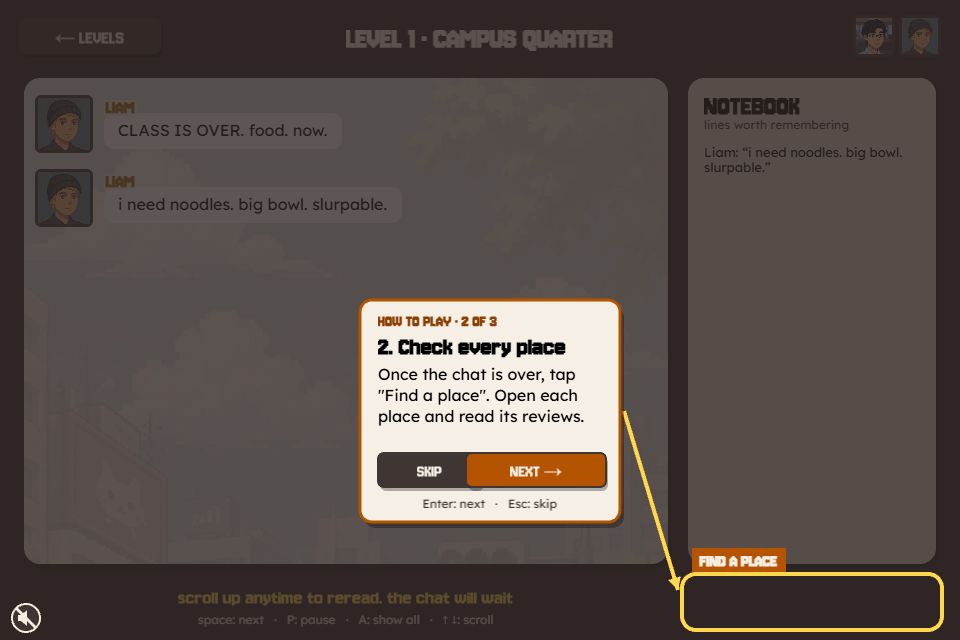 ← LEVELS
LEVEL 1 · CAMPUS QUARTER
LIAM
CLASS IS OVER. food. now.
LIAM
i need noodles. big bowl. slurpable.
NOTEBOOK
lines worth remembering
Liam: “i need noodles. big bowl.
slurpable.”
HOW TO PLAY · 2 OF 3
2. Check every place
Once the chat is over, tap
"Find a place". Open each
place and read its reviews.
SKIP
NEXT →
Enter: next · Esc: skip
FIND A PLACE
scroll up anytime to reread. the chat will wait
space: next · P: pause · A: show all · ↑↓: scroll